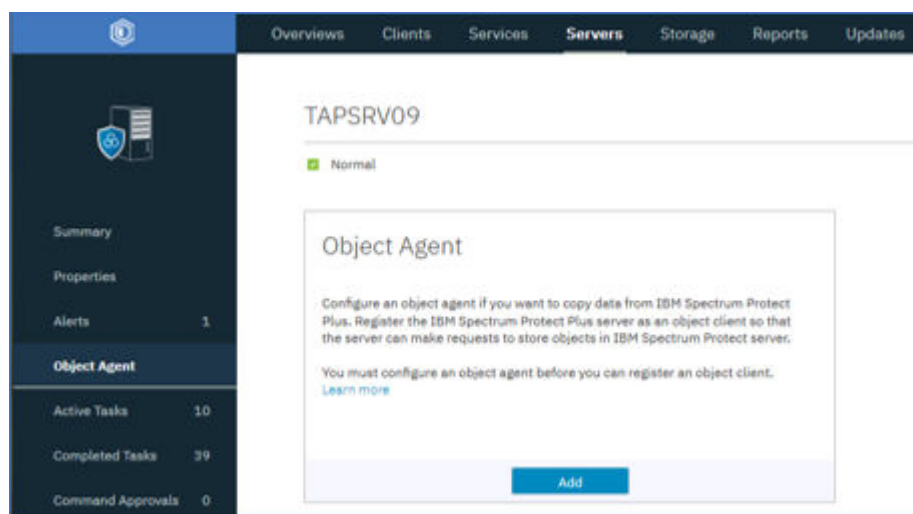 Overviews Clients Services Servers Storage Reports Updates
TAPSRV09
Normal
Summary
Properties
Alerts 1
Object Agent
Active Tasks 10
Completed Tasks 39
Command Approvals 0
Object Agent
Configure an object agent if you want to copy data from IBM Spectrum Protect
Plus. Register the IBM Spectrum Protect Plus server as an object client so that
the server can make requests to store objects in IBM Spectrum Protect server.
You must configure an object agent before you can register an object client.
Learn more
Add